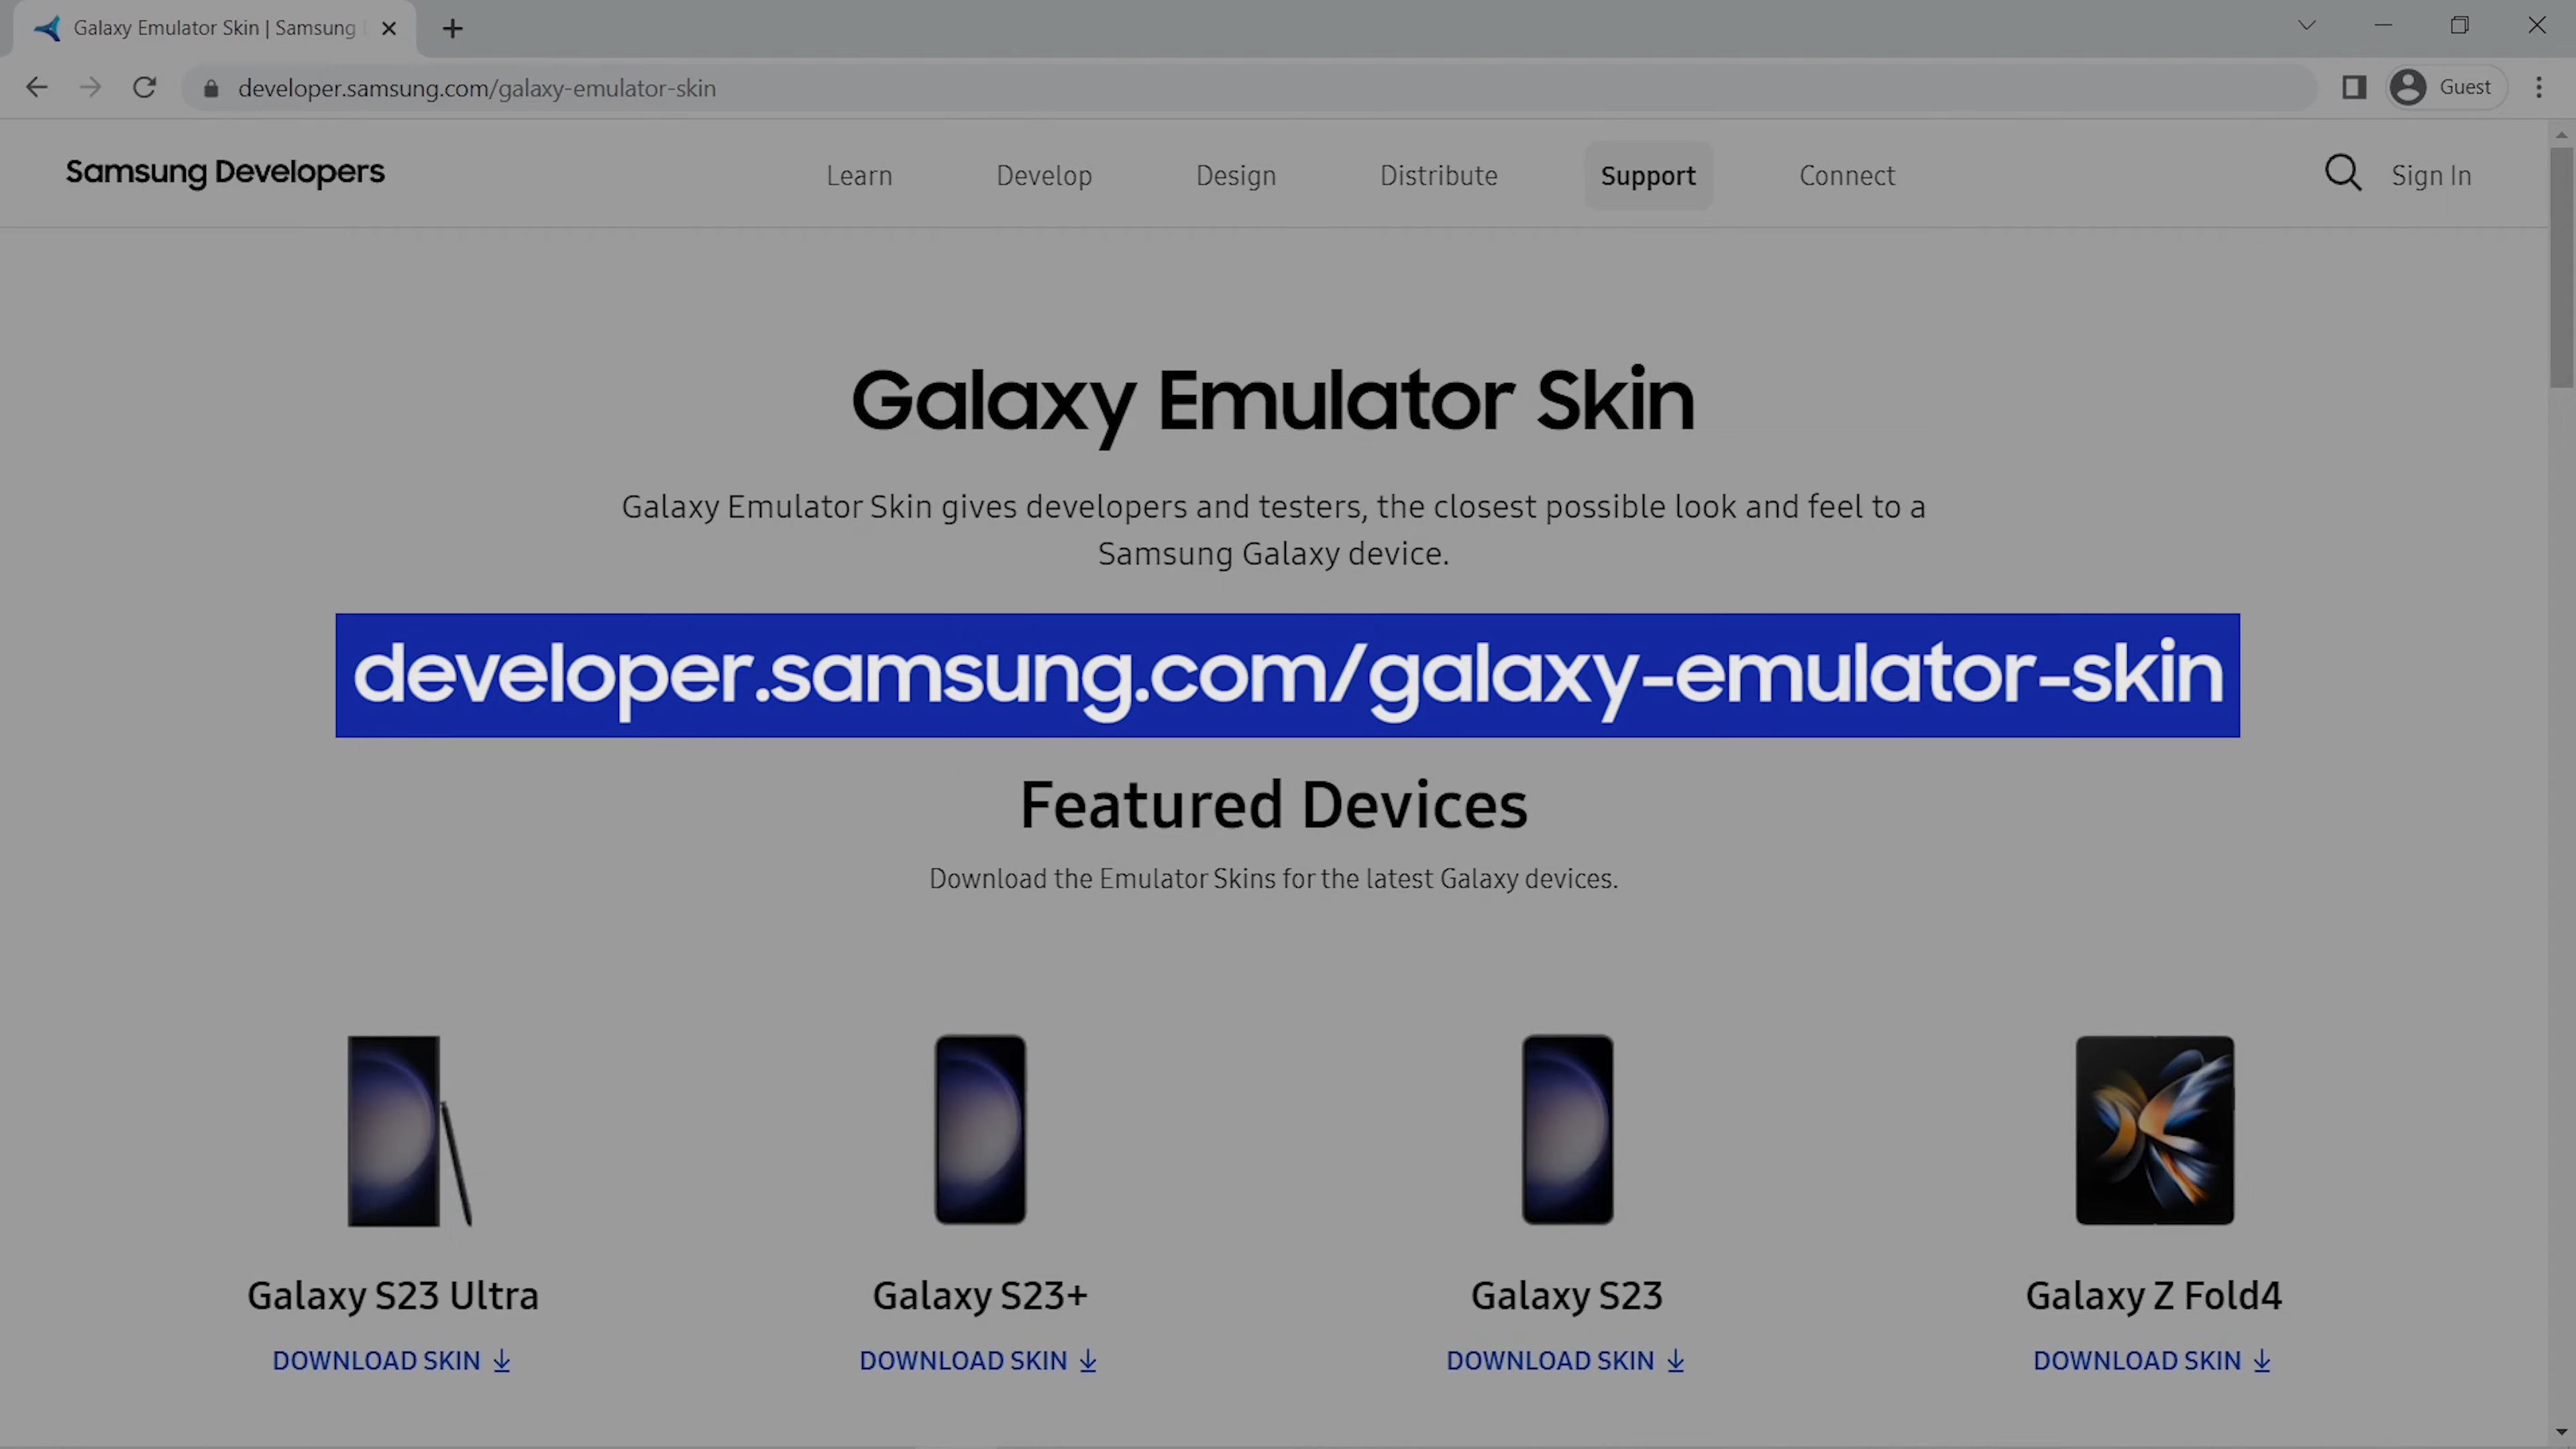 Galaxy Emulator Skin | Samsung
developer.samsung.com/galaxy-emulator-skin
Guest
Samsung Developers
Learn
Develop
Design
Distribute
Support
Connect
Sign In
Galaxy Emulator Skin
Galaxy Emulator Skin gives developers and testers, the closest possible look and feel to a
Samsung Galaxy device.
developer.samsung.com/galaxy-emulator-skin
Featured Devices
Download the Emulator Skins for the latest Galaxy devices.
Galaxy S23 Ultra
Galaxy S23+
Galaxy S23
Galaxy Z Fold4
DOWNLOAD SKIN
DOWNLOAD SKIN
DOWNLOAD SKIN
DOWNLOAD SKIN